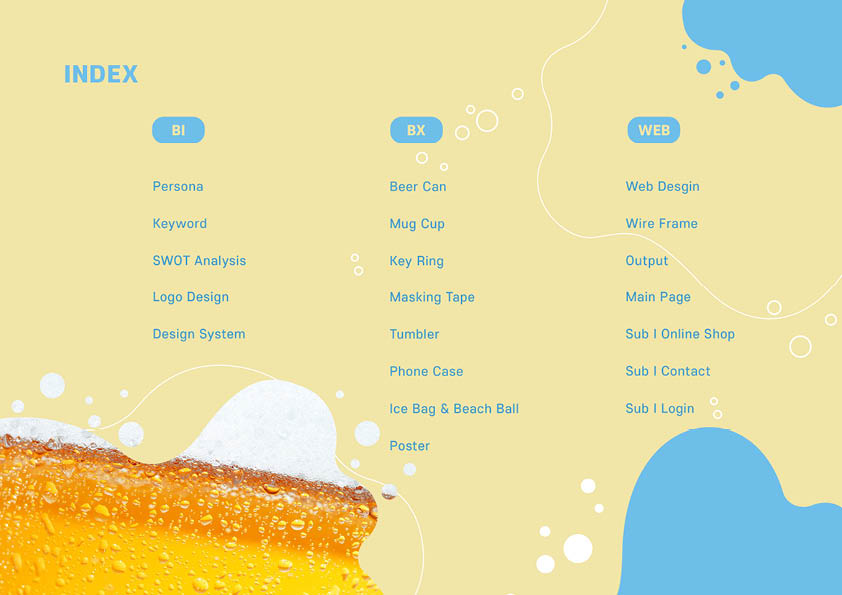 INDEX
BI
Persona
Keyword
SWOT Analysis
Logo Design
Design System
BX
Beer Can
Mug Cup
Key Ring
Masking Tape
Tumbler
Phone Case
Ice Bag & Beach Ball
Poster
WEB
Web Desgin
Wire Frame
Output
Main Page
Sub I Online Shop
Sub I Contact
Sub I Login